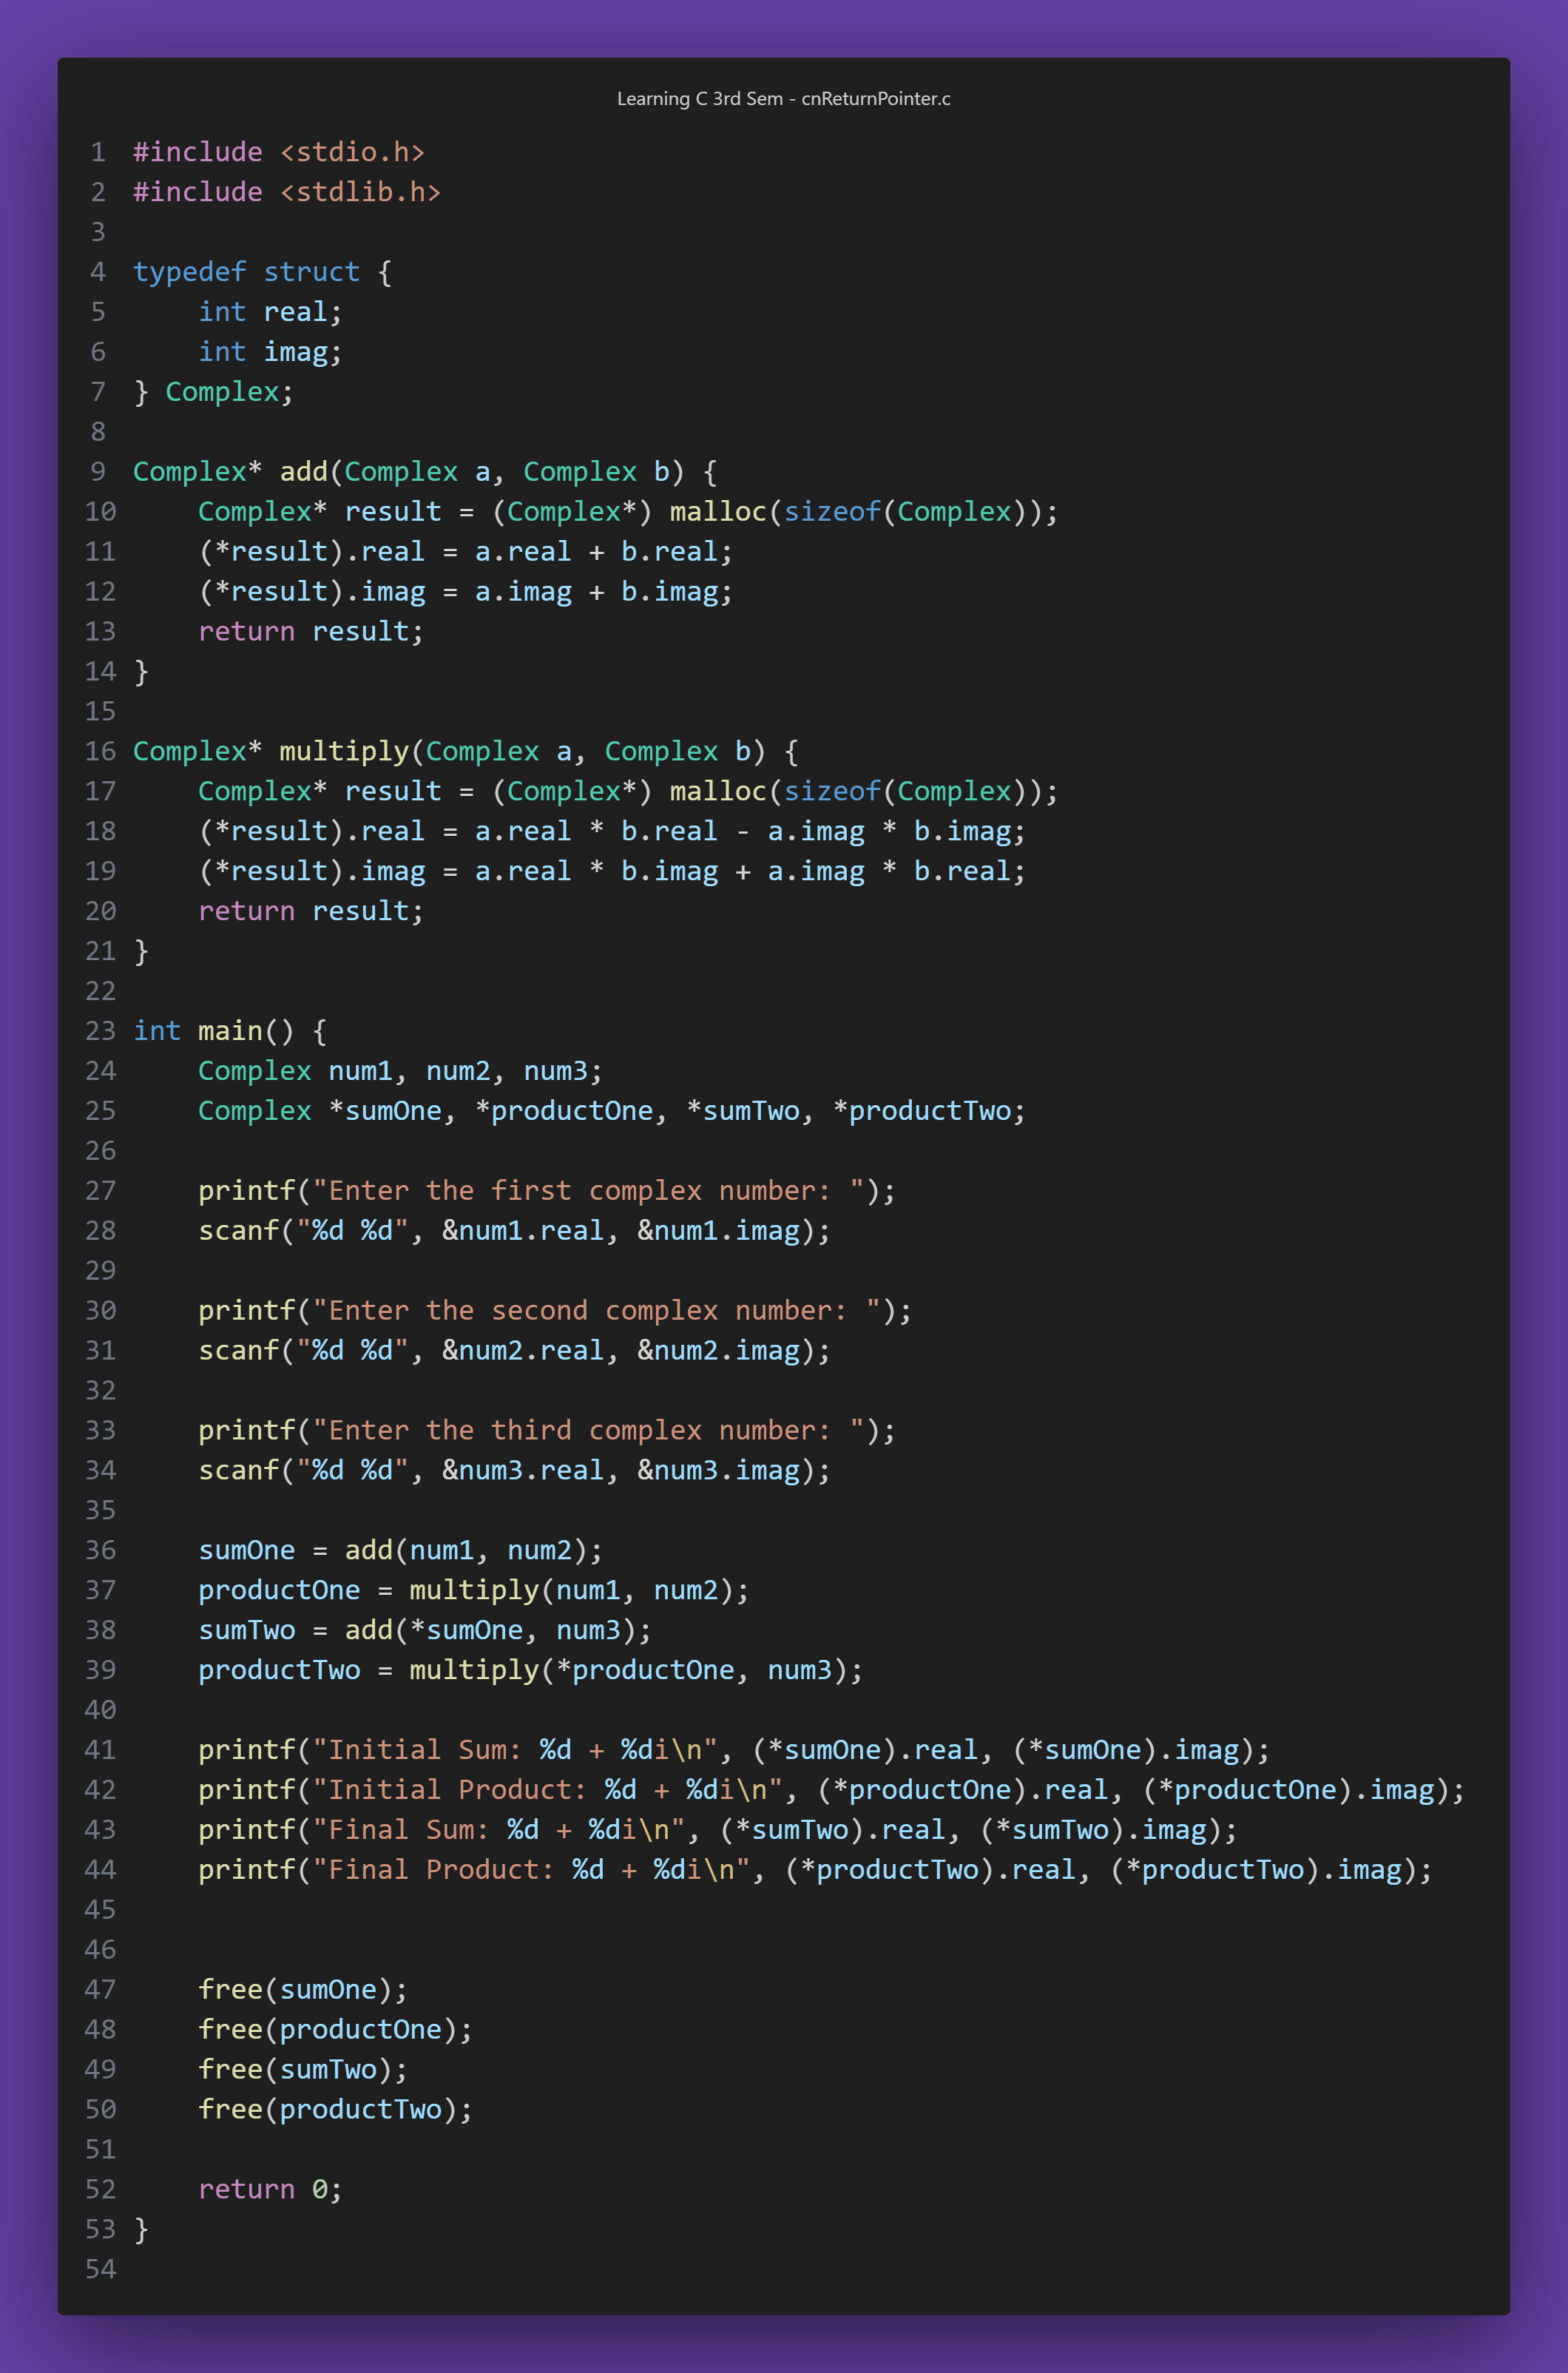 Learning C 3rd Sem - cnReturnPointer.c
1 #include <stdio.h>
2 #include <stdlib.h>
3
4 typedef struct {
5     int real;
6     int imag;
7 } Complex;
8
9 Complex* add(Complex a, Complex b) {
10     Complex* result = (Complex*) malloc(sizeof(Complex));
11     (*result).real = a.real + b.real;
12     (*result).imag = a.imag + b.imag;
13     return result;
14 }
15
16 Complex* multiply(Complex a, Complex b) {
17     Complex* result = (Complex*) malloc(sizeof(Complex));
18     (*result).real = a.real * b.real - a.imag * b.imag;
19     (*result).imag = a.real * b.imag + a.imag * b.real;
20     return result;
21 }
22
23 int main() {
24     Complex num1, num2, num3;
25     Complex *sumOne, *productOne, *sumTwo, *productTwo;
26
27     printf("Enter the first complex number: ");
28     scanf("%d %d", &num1.real, &num1.imag);
29
30     printf("Enter the second complex number: ");
31     scanf("%d %d", &num2.real, &num2.imag);
32
33     printf("Enter the third complex number: ");
34     scanf("%d %d", &num3.real, &num3.imag);
35
36     sumOne = add(num1, num2);
37     productOne = multiply(num1, num2);
38     sumTwo = add(*sumOne, num3);
39     productTwo = multiply(*productOne, num3);
40
41     printf("Initial Sum: %d + %di\n", (*sumOne).real, (*sumOne).imag);
42     printf("Initial Product: %d + %di\n", (*productOne).real, (*productOne).imag);
43     printf("Final Sum: %d + %di\n", (*sumTwo).real, (*sumTwo).imag);
44     printf("Final Product: %d + %di\n", (*productTwo).real, (*productTwo).imag);
45
46
47     free(sumOne);
48     free(productOne);
49     free(sumTwo);
50     free(productTwo);
51
52     return 0;
53 }
54